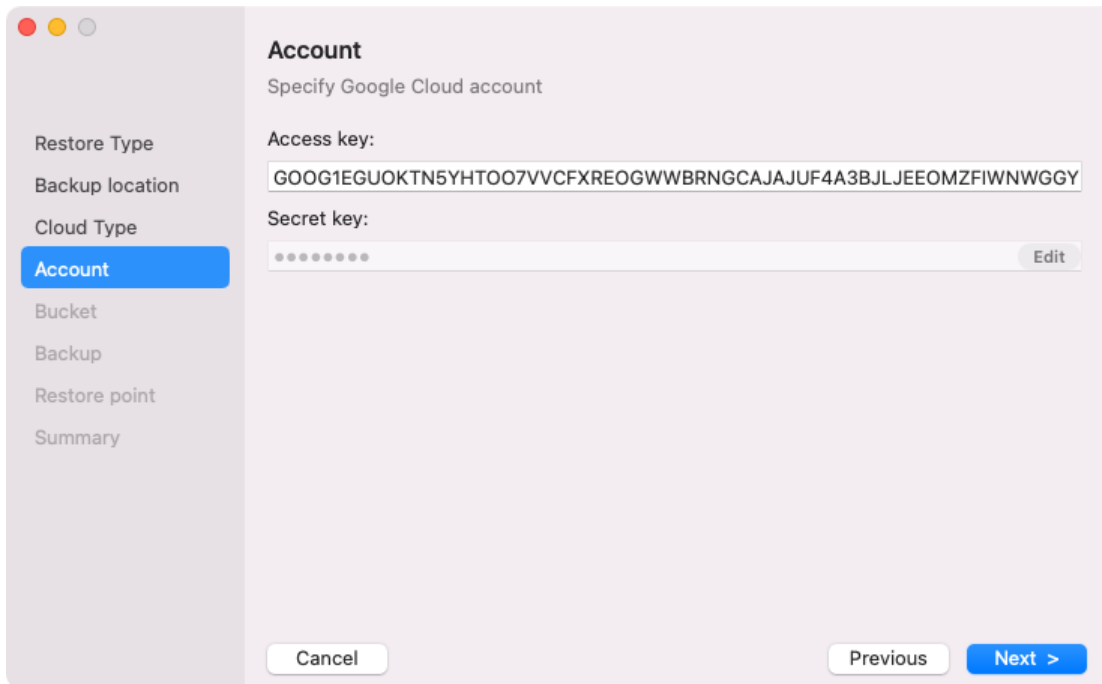 Account
Specify Google Cloud account
Restore Type
Backup location
Cloud Type
Account
Bucket
Backup
Restore point
Summary
Access key:
GOOG1EGUOKTN5YHTOO7VVCFXREOGWWBRNGCAJAJUF4A3BJLJEEOMZFIWNWGGY
Secret key:
••••••••
Edit
Cancel
Previous
Next >